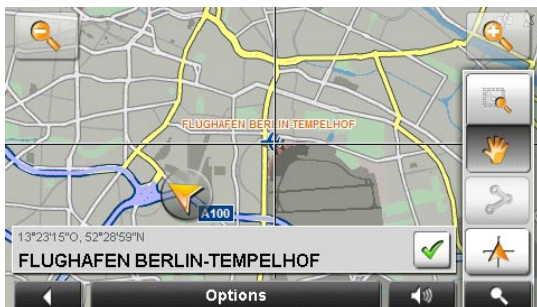 FLUGHAFEN BERLIN-TEMPELHOF
A100
13°23'15"O, 52°28'59"N
FLUGHAFEN BERLIN-TEMPELHOF
Options